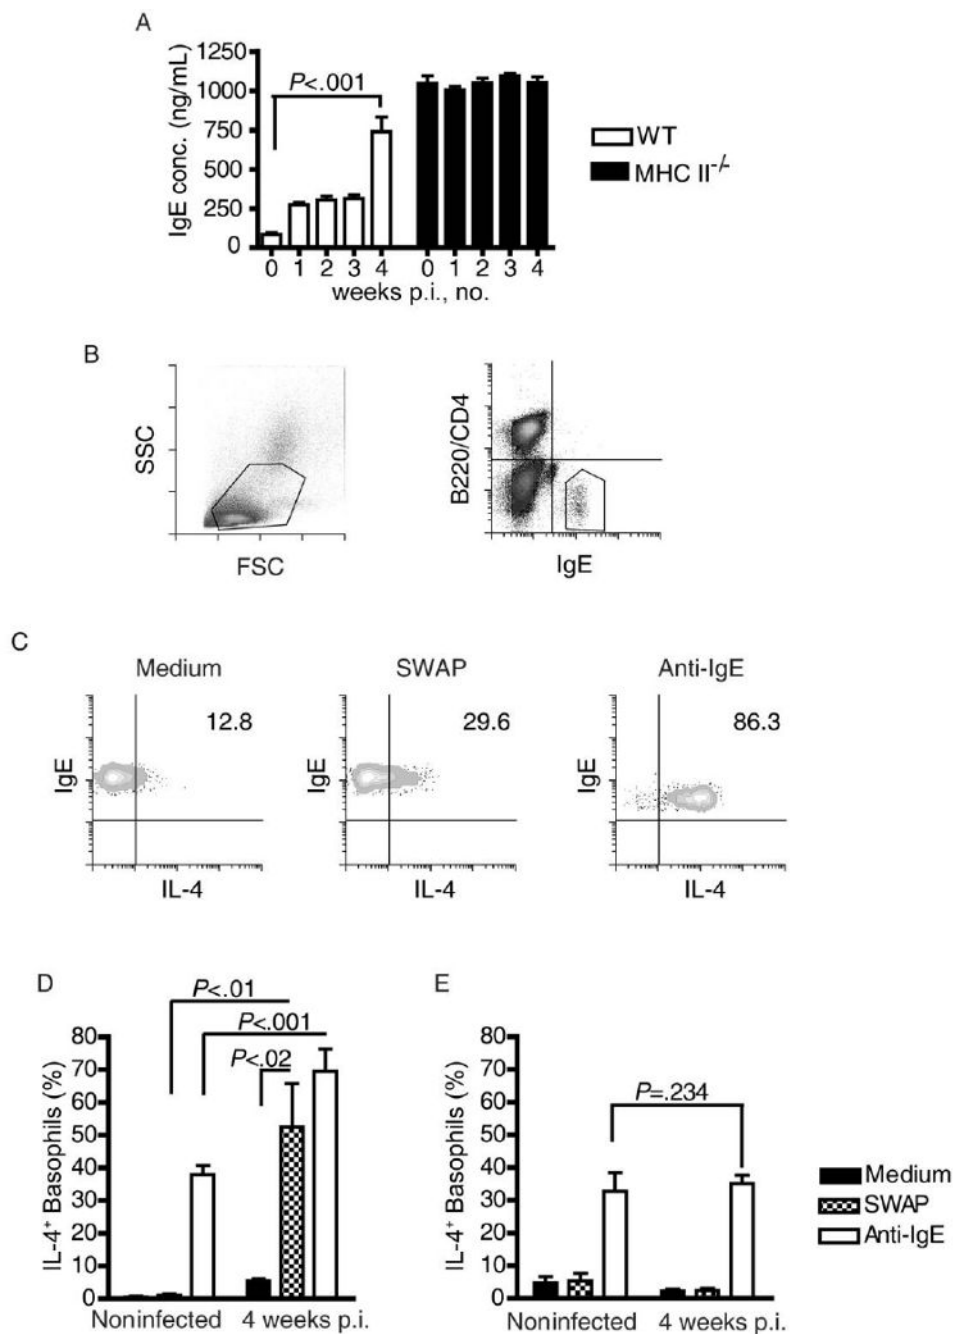 A
IgE conc. (ng/mL)
1250
1000
750
500
250
0
P<.001
0 1 2 3 4 0 1 2 3 4
weeks p.i., no.
WT
MHC II-/-
B
SSC
FSC
B220/CD4
IgE
C
Medium
SWAP
Anti-IgE
12.8
29.6
86.3
IgE
IgE
IgE
IL-4
IL-4
IL-4
D
P<.01
P<.001
P<.02
IL-4+ Basophils (%)
80
70
60
50
40
30
20
10
0
Noninfected 4 weeks p.i.
E
P=.234
IL-4+ Basophils (%)
80
70
60
50
40
30
20
10
0
Noninfected 4 weeks p.i.
Medium
SWAP
Anti-IgE